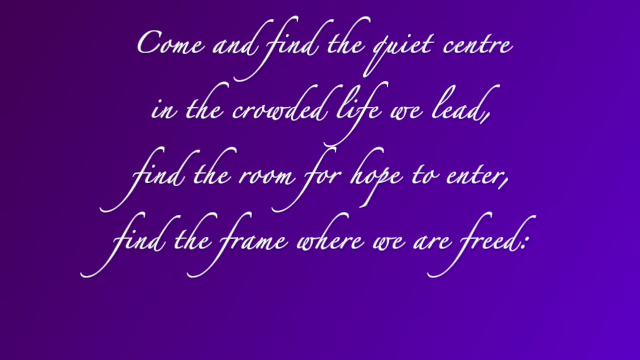 Come and find the quiet centre
in the crowded life we lead,
find the room for hope to enter,
find the frame where we are freed: